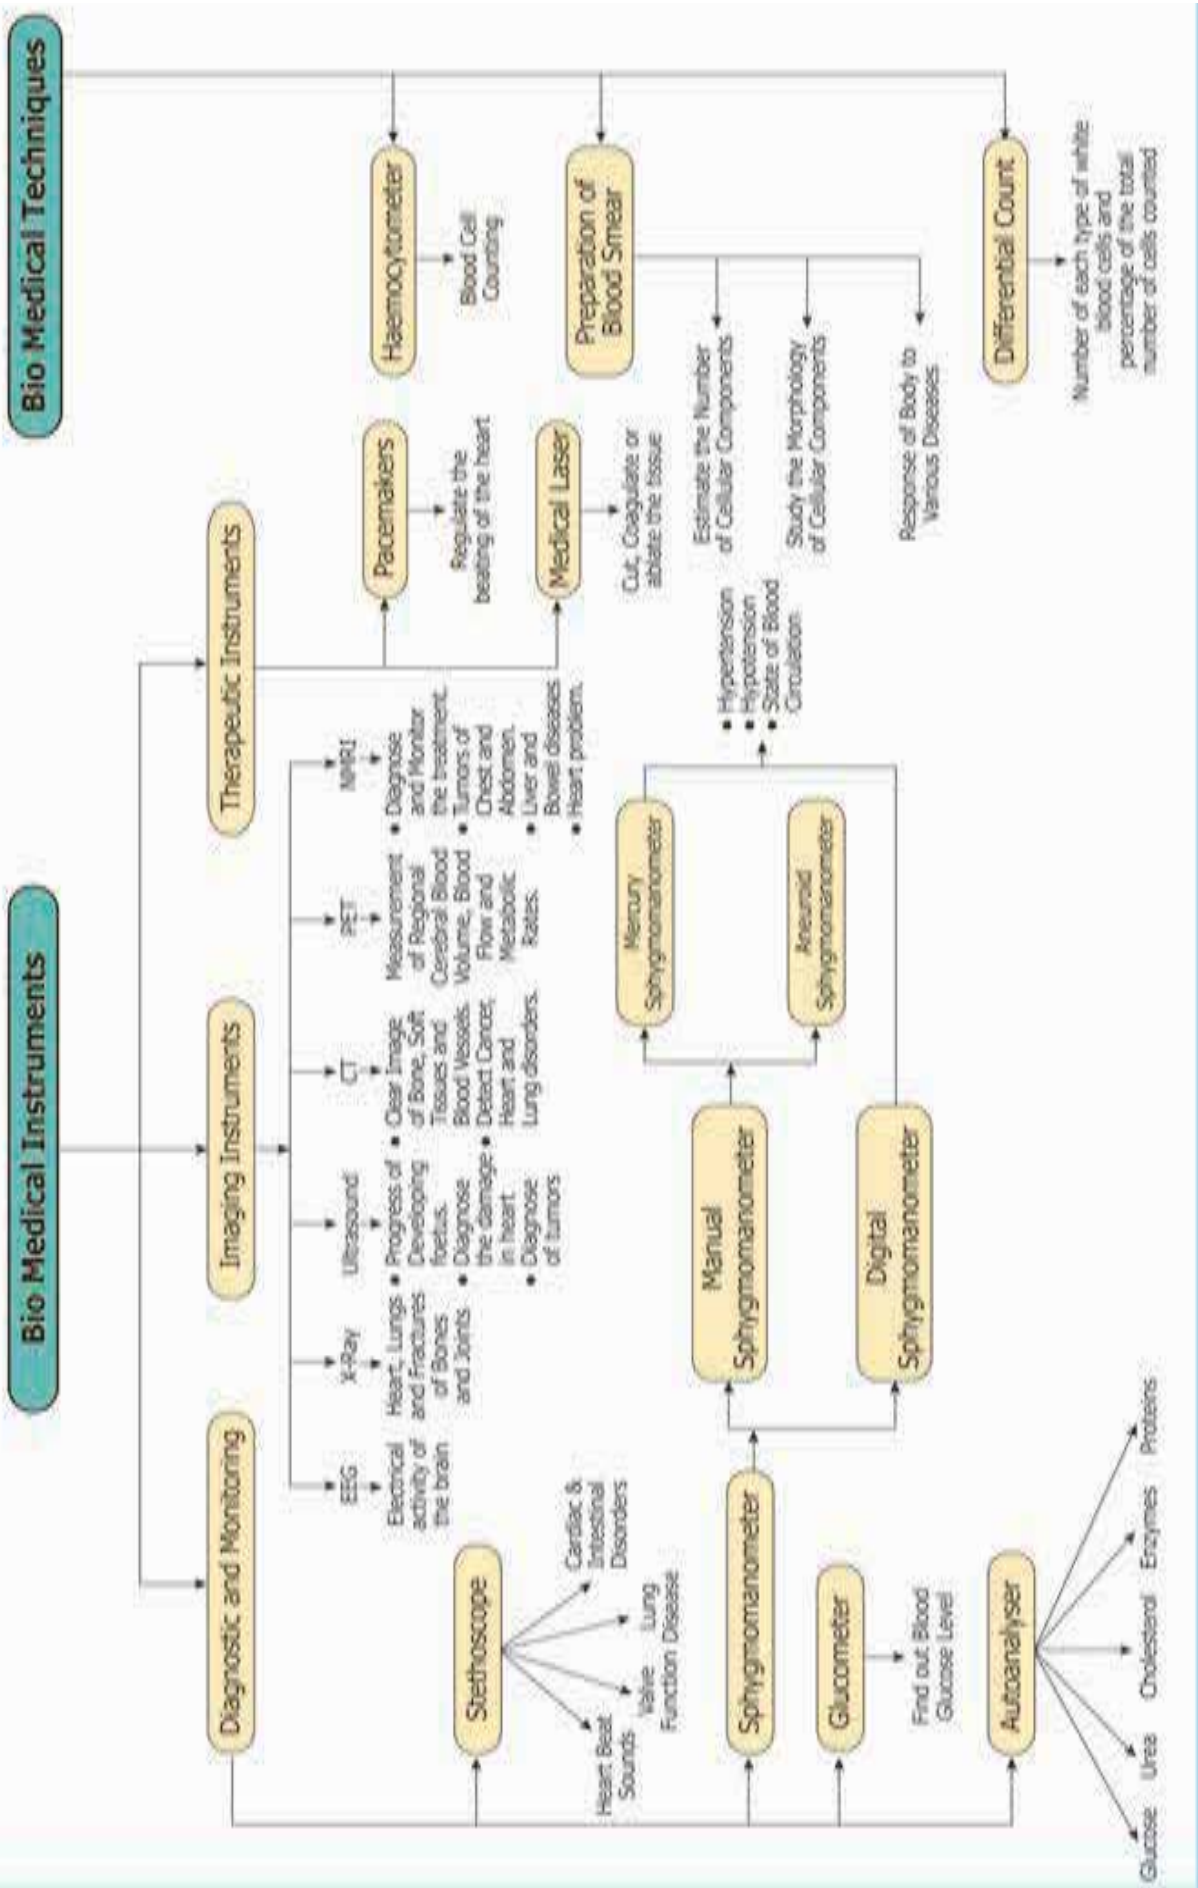 Bio Medical Instruments
Bio Medical Techniques
Diagnostic and Monitoring
Imaging Instruments
Therapeutic Instruments
EEG
Electrical
activity of
the brain
X-Ray
Heart, Lungs
and Fractures
of Bones
and Joints
Ultrasound
• Progress of
Developing
foetus.
• Diagnose
the damage
in heart
• Diagnose
of tumors
CT
• Clear Image
of Bone, Soft
Tissues and
Blood Vessels.
• Detect Cancer,
Heart and
Lung disorders.
PET
Measurement
of Regional
Cerebral Blood
Volume, Blood
Flow and
Metabolic
Rates.
NMRI
• Diagnose
and Monitor
the treatment.
• Tumors of
Chest and
Abdomen.
• Liver and
Bowel diseases
• Heart problem.
Pacemakers
Regulate the
beating of the heart
Medical Laser
Cut, Coagulate or
ablate the tissue
Haemocytometer
Blood Cell
Counting
Preparation of
Blood Smear
Estimate the Number
of Cellular Components
Study the Morphology
of Cellular Components
Response of Body to
Various Diseases
Differential Count
Number of each type of white
blood cells and
percentage of the total
number of cells counted
Stethoscope
Heart Beat
Sounds
Valve
Function
Lung
Disease
Cardiac &
Intestinal
Disorders
Sphygmomanometer
Manual
Sphygmomanometer
Digital
Sphygmomanometer
Mercury
Sphygmomanometer
Aneuroid
Sphygmomanometer
• Hypertension
• Hypotension
• State of Blood
Circulation
Glucometer
Find out Blood
Glucose Level
Autoanalyser
Glucose Urea Cholesterol Enzymes Proteins